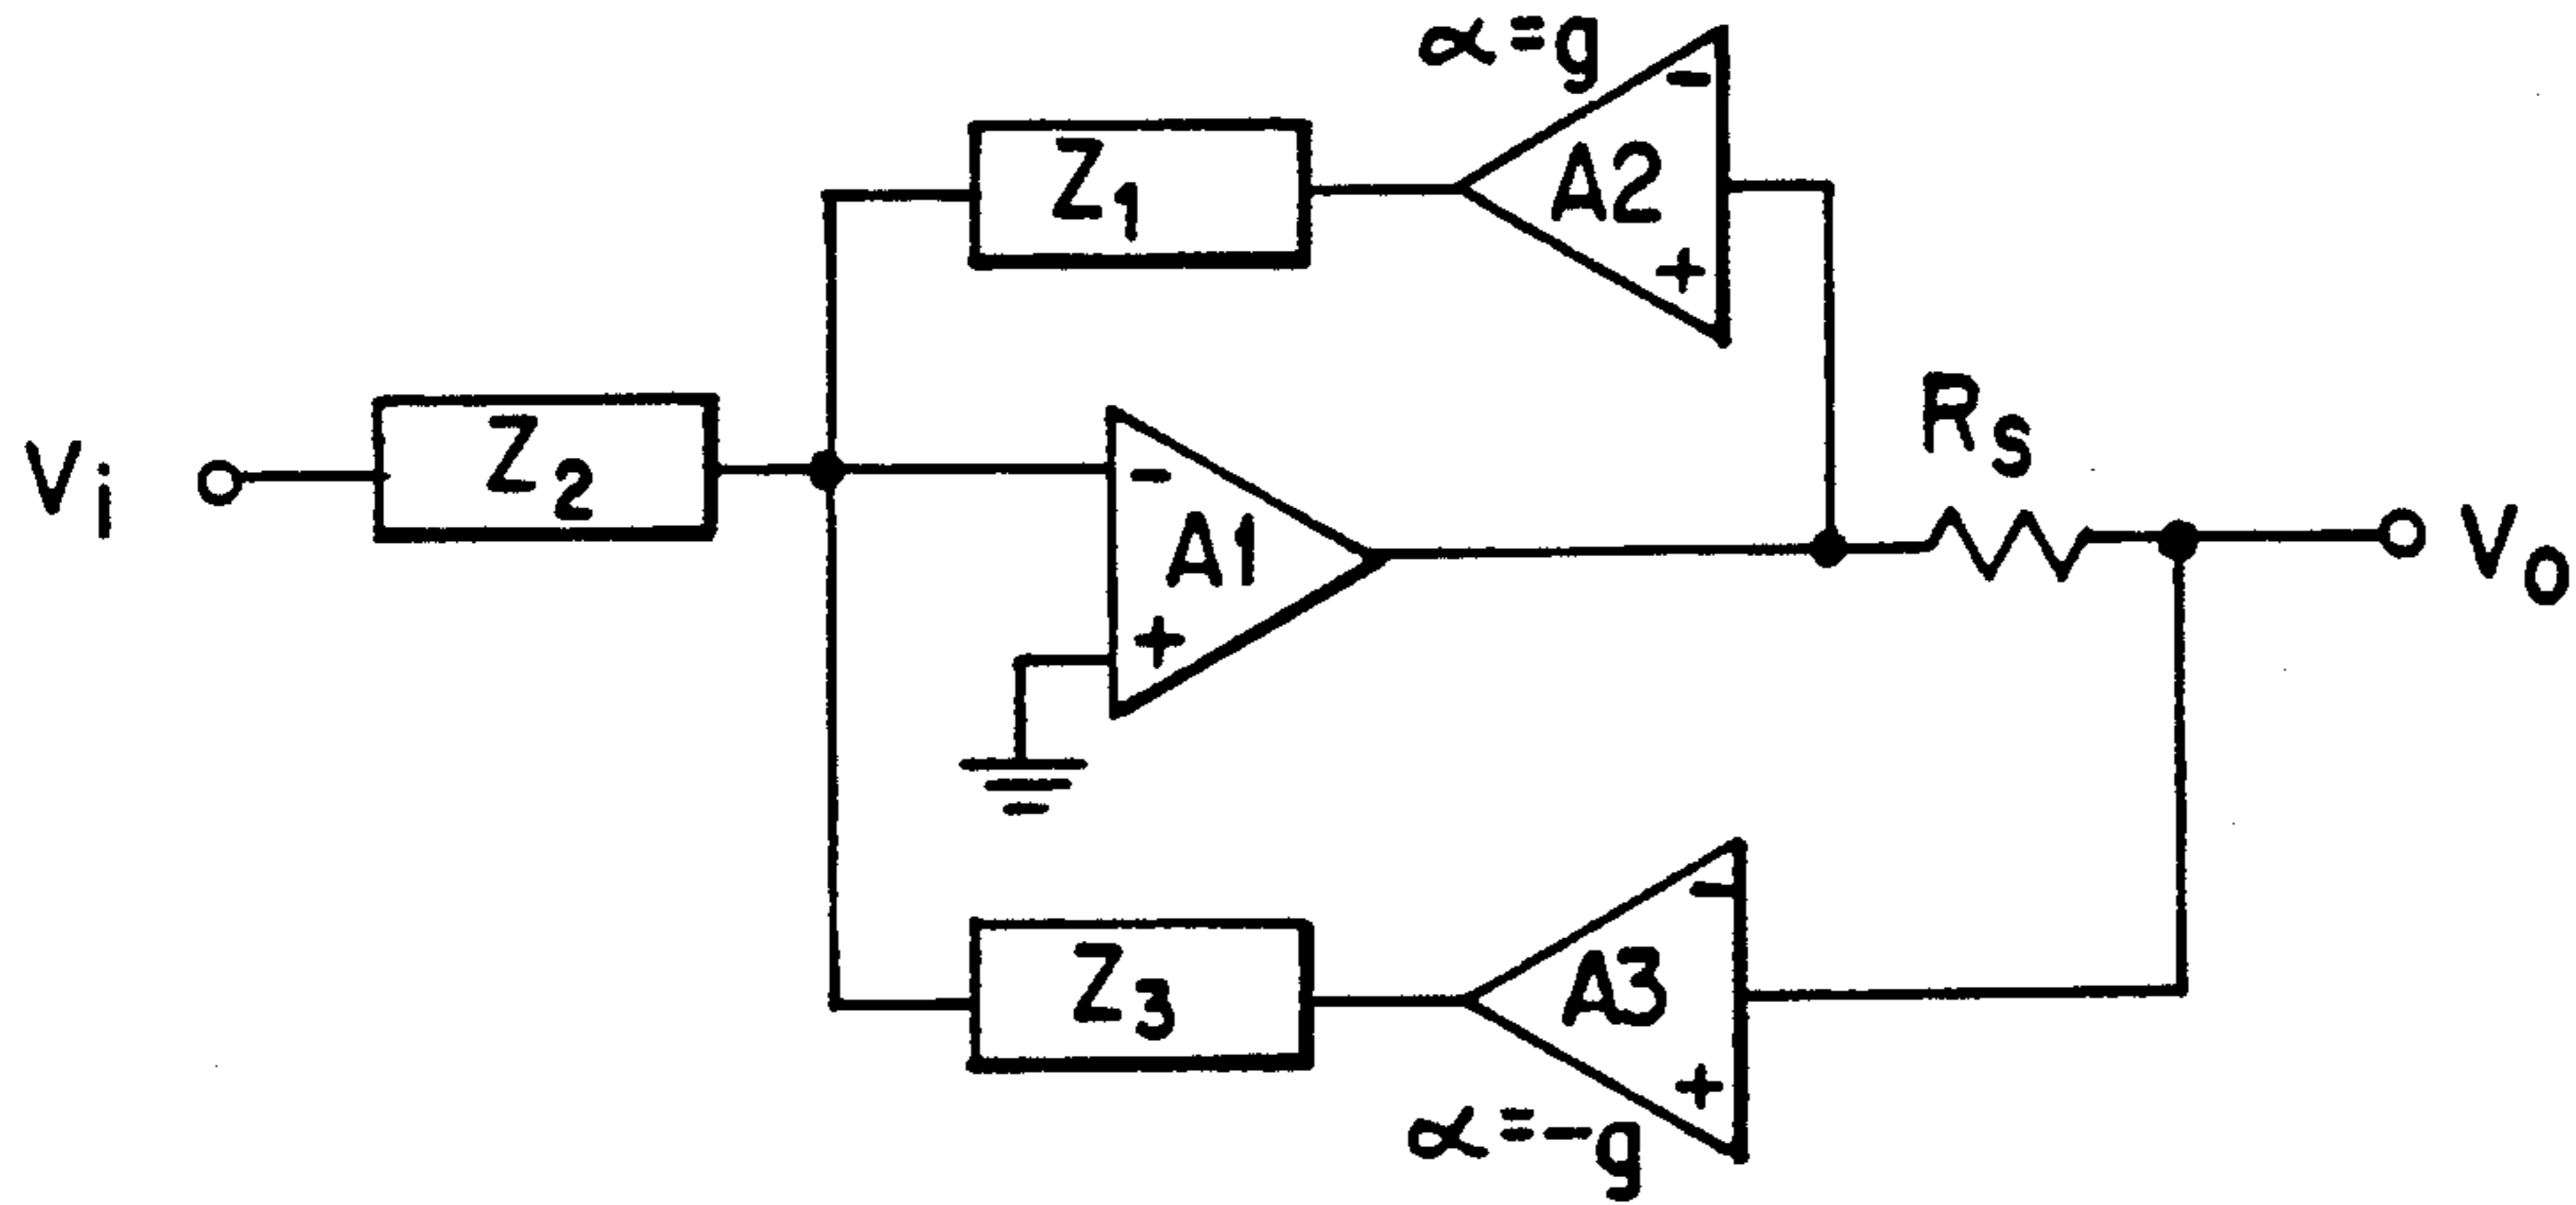 α=g
Z1
A2
- +
Vi
Z2
- +
A1
Rs
Vo
Z3
A3
- +
α=-g